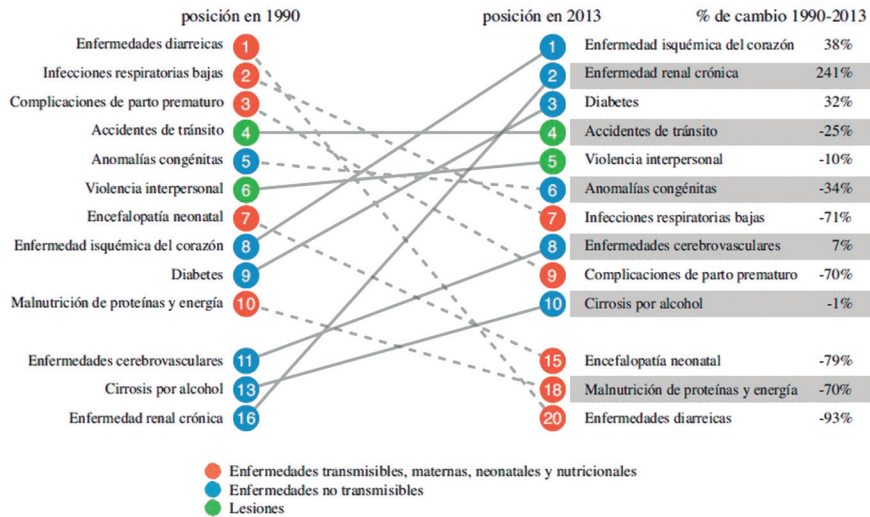 posición en 1990 posición en 2013 % de cambio 1990-2013
Enfermedades diarreicas 1 1 Enfermedad isquémica del corazón 38%
Infecciones respiratorias bajas 2 2 Enfermedad renal crónica 241%
Complicaciones de parto prematuro 3 3 Diabetes 32%
Accidentes de tránsito 4 4 Accidentes de tránsito -25%
Anomalías congénitas 5 5 Violencia interpersonal -10%
Violencia interpersonal 6 6 Anomalías congénitas -34%
Encefalopatía neonatal 7 7 Infecciones respiratorias bajas -71%
Enfermedad isquémica del corazón 8 8 Enfermedades cerebrovasculares 7%
Diabetes 9 9 Complicaciones de parto prematuro -70%
Malnutrición de proteínas y energía 10 10 Cirrosis por alcohol -1%
Enfermedades cerebrovasculares 11 15 Encefalopatía neonatal -79%
Cirrosis por alcohol 13 18 Malnutrición de proteínas y energía -70%
Enfermedad renal crónica 16 20 Enfermedades diarreicas -93%
Enfermedades transmisibles, maternas, neonatales y nutricionales
Enfermedades no transmisibles
Lesiones